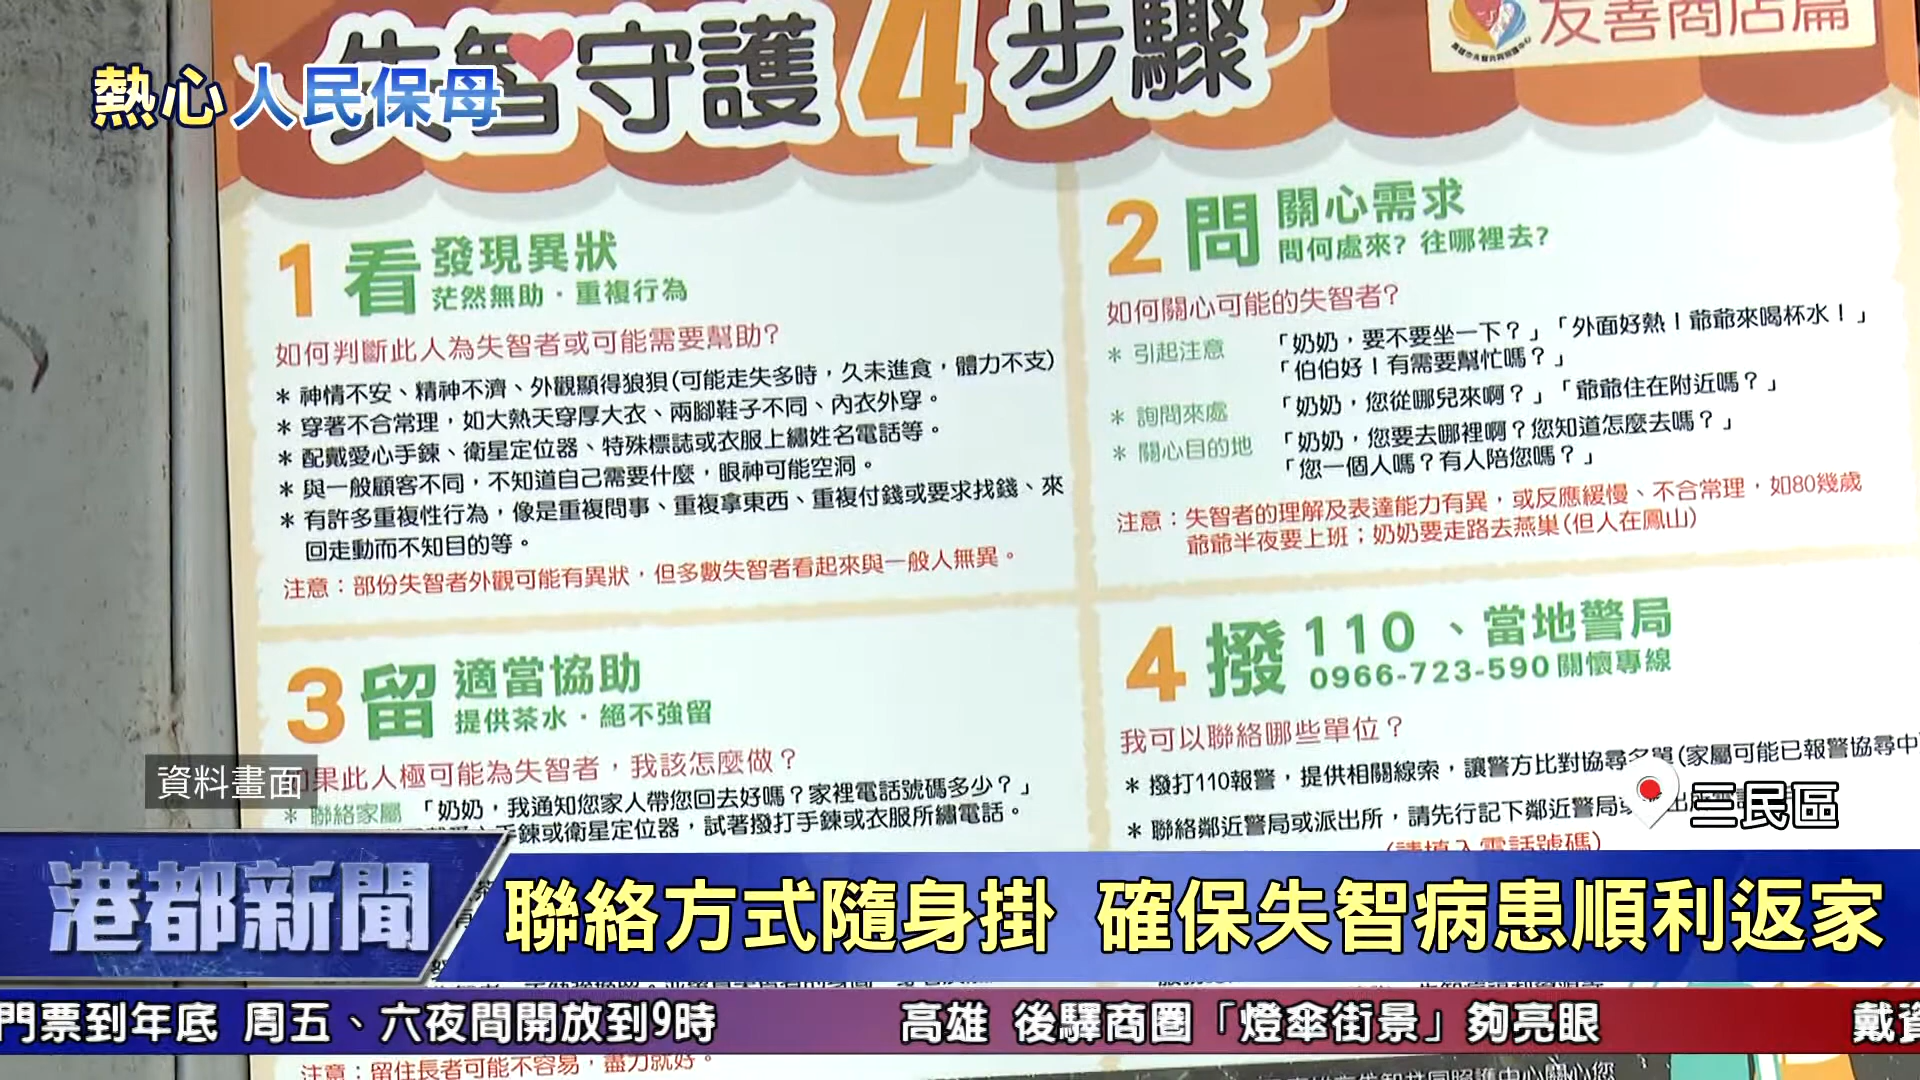 失智守護4步驟
友善商店篇
熱心人民保母
1 看 發現異狀
茫然無助・重複行為
如何判斷此人為失智者或可能需要幫助?
* 神情不安、精神不濟、外觀顯得狼狽(可能走失多時，久未進食，體力不支)
* 穿著不合常理，如大熱天穿厚大衣、兩腳鞋子不同、內衣外穿。
* 配戴愛心手鍊、衛星定位器、特殊標誌或衣服上繡姓名電話等。
* 與一般顧客不同，不知道自己需要什麼，眼神可能空洞。
* 有許多重複性行為，像是重複問事、重複拿東西、重複付錢或要求找錢、來
回走動而不知目的等。
注意：部份失智者外觀可能有異狀，但多數失智者看起來與一般人無異。
2 問 關心需求
問何處來? 往哪裡去?
如何關心可能的失智者?
* 引起注意 「奶奶，要不要坐一下？」「外面好熱！爺爺來喝杯水！」
「伯伯好！有需要幫忙嗎？」
* 詢問來處 「奶奶，您從哪兒來啊？」「爺爺住在附近嗎？」
* 關心目的地 「奶奶，您要去哪裡啊？您知道怎麼去嗎？」
「您一個人嗎？有人陪您嗎？」
注意：失智者的理解及表達能力有異，或反應緩慢、不合常理，如80幾歲
爺爺半夜要上班；奶奶要走路去燕巢(但人在鳳山)
3 留 適當協助
提供茶水・絕不強留
如果此人極可能為失智者，我該怎麼做？
* 聯絡家屬 「奶奶，我通知您家人帶您回去好嗎？家裡電話號碼多少？」
手鍊或衛星定位器，試著撥打手鍊或衣服所繡電話。
4 撥 110、當地警局
0966-723-590關懷專線
我可以聯絡哪些單位？
* 撥打110報警，提供相關線索，讓警方比對協尋名單(家屬可能已報警協尋中
* 聯絡鄰近警局或派出所，請先行記下鄰近警局或派出所電話
(請填入電話號碼)
資料畫面
三民區
港都新聞
聯絡方式隨身掛 確保失智病患順利返家
門票到年底 周五、六夜間開放到9時 高雄 後驛商圈「燈傘街景」夠亮眼 戴資
注意：留住長者可能不容易，盡力就好。